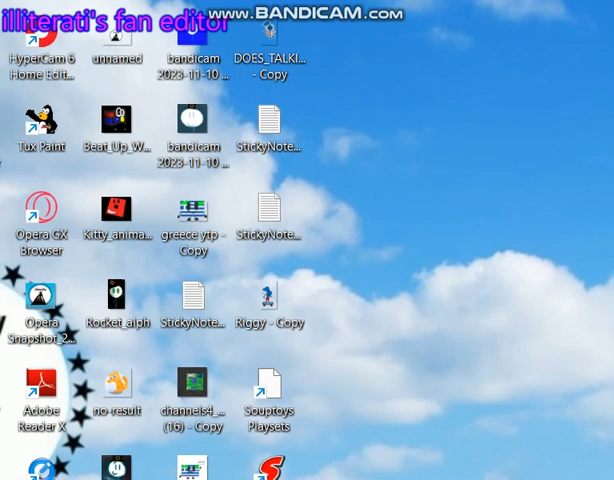 illiterati's fan editor
www.BANDICAM.com
HyperCam 6
Home Edit...
unnamed
bandicam
2023-11-10 ...
DOES_TALKI...
- Copy
Tux Paint
Beat_Up_W...
bandicam
2023-11-10 ...
StickyNote...
Opera GX
Browser
Kitty_anima...
greece ytp -
Copy
StickyNote...
Opera
Snapshot_2...
Rocket_alph
StickyNote...
Riggy - Copy
Adobe
Reader X
no-result
channels4_...
(16) - Copy
Souptoys
Playsets